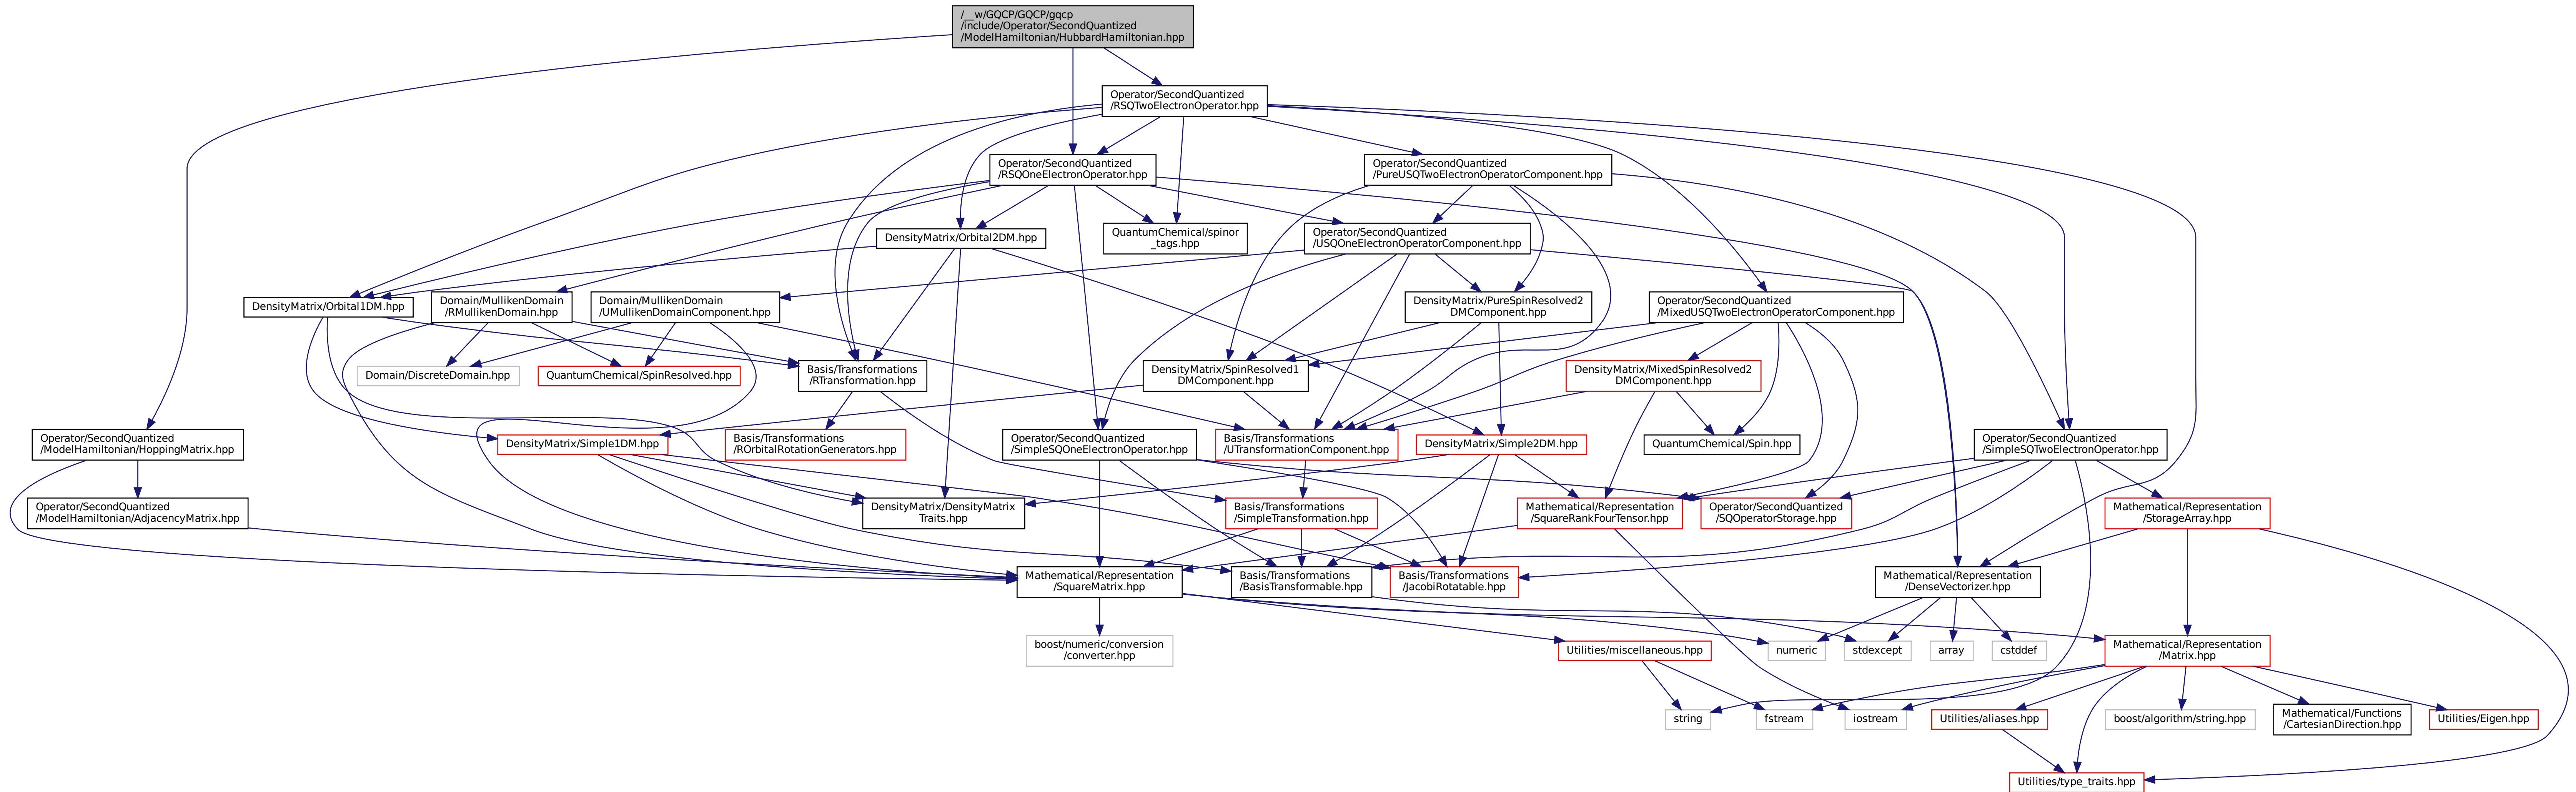 /__w/GQCP/GQCP/gqcp
/include/Operator/SecondQuantized
/ModelHamiltonian/HubbardHamiltonian.hpp
Operator/SecondQuantized
/RSQTwoElectronOperator.hpp
Operator/SecondQuantized
/RSQOneElectronOperator.hpp
Operator/SecondQuantized
/PureUSQTwoElectronOperatorComponent.hpp
DensityMatrix/Orbital2DM.hpp
QuantumChemical/spinor
_tags.hpp
Operator/SecondQuantized
/USQOneElectronOperatorComponent.hpp
DensityMatrix/Orbital1DM.hpp
Domain/MullikenDomain
/RMullikenDomain.hpp
Domain/MullikenDomain
/UMullikenDomainComponent.hpp
DensityMatrix/PureSpinResolved2
DMComponent.hpp
Operator/SecondQuantized
/MixedUSQTwoElectronOperatorComponent.hpp
Domain/DiscreteDomain.hpp
QuantumChemical/SpinResolved.hpp
Basis/Transformations
/RTransformation.hpp
DensityMatrix/SpinResolved1
DMComponent.hpp
DensityMatrix/MixedSpinResolved2
DMComponent.hpp
Operator/SecondQuantized
/ModelHamiltonian/HoppingMatrix.hpp
DensityMatrix/Simple1DM.hpp
Basis/Transformations
/ROrbitalRotationGenerators.hpp
Operator/SecondQuantized
/SimpleSQOneElectronOperator.hpp
Basis/Transformations
/UTransformationComponent.hpp
DensityMatrix/Simple2DM.hpp
QuantumChemical/Spin.hpp
Operator/SecondQuantized
/SimpleSQTwoElectronOperator.hpp
Operator/SecondQuantized
/ModelHamiltonian/AdjacencyMatrix.hpp
DensityMatrix/DensityMatrix
Traits.hpp
Basis/Transformations
/SimpleTransformation.hpp
Mathematical/Representation
/SquareRankFourTensor.hpp
Operator/SecondQuantized
/SQOperatorStorage.hpp
Mathematical/Representation
/StorageArray.hpp
Mathematical/Representation
/SquareMatrix.hpp
Basis/Transformations
/BasisTransformable.hpp
Basis/Transformations
/JacobiRotatable.hpp
Mathematical/Representation
/DenseVectorizer.hpp
boost/numeric/conversion
/converter.hpp
Utilities/miscellaneous.hpp
numeric
stdexcept
array
cstddef
Mathematical/Representation
/Matrix.hpp
string
fstream
iostream
Utilities/aliases.hpp
boost/algorithm/string.hpp
Mathematical/Functions
/CartesianDirection.hpp
Utilities/Eigen.hpp
Utilities/type_traits.hpp